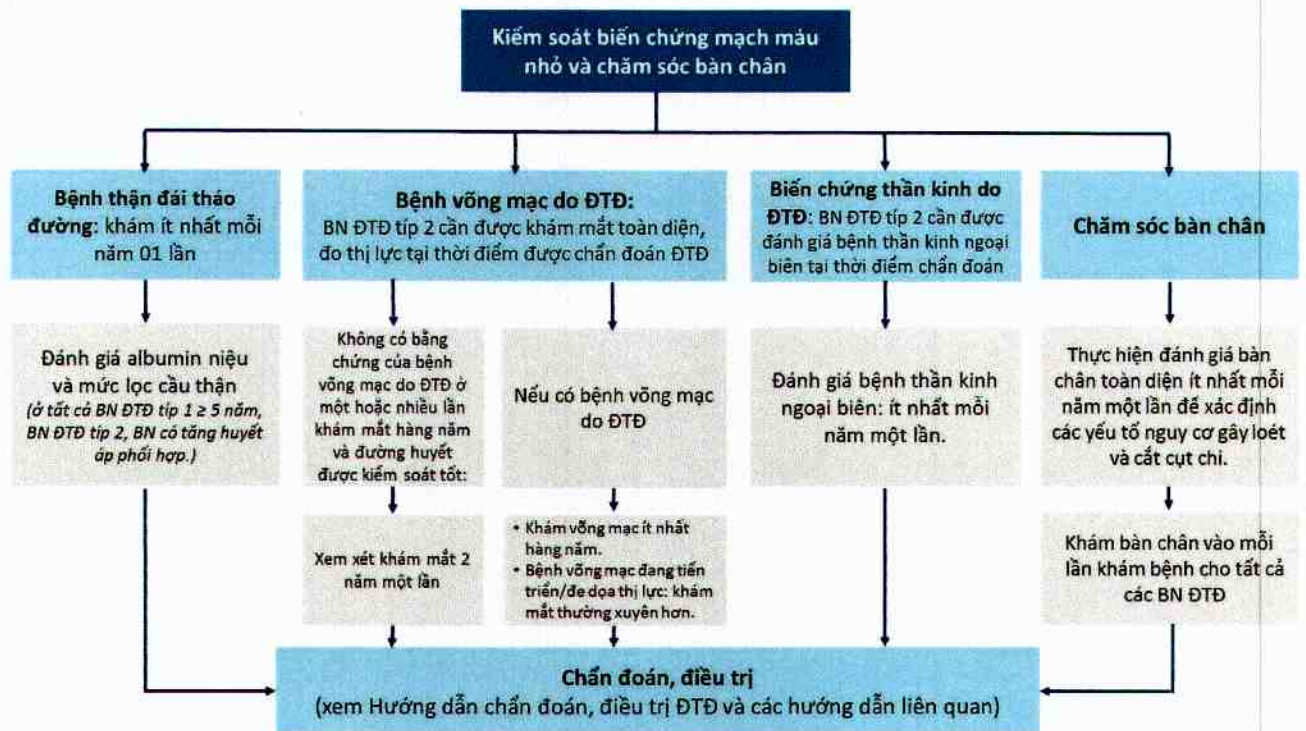 Kiểm soát biến chứng mạch máu
nhỏ và chăm sóc bàn chân
Bệnh thận đái tháo
đường: khám ít nhất mỗi
năm 01 lần
Bệnh võng mạc do ĐTĐ:
BN ĐTĐ típ 2 cần được khám mắt toàn diện,
đo thị lực tại thời điểm được chẩn đoán ĐTĐ
Biến chứng thần kinh do
ĐTĐ: BN ĐTĐ típ 2 cần được
đánh giá bệnh thần kinh ngoại
biên tại thời điểm chẩn đoán
Chăm sóc bàn chân
Đánh giá albumin niệu
và mức lọc cầu thận
(ở tất cả BN ĐTĐ típ 1 ≥ 5 năm,
BN ĐTĐ típ 2, BN có tăng huyết
áp phối hợp.)
Không có bằng
chứng của bệnh
võng mạc do ĐTĐ ở
một hoặc nhiều lần
khám mắt hàng năm
và đường huyết
được kiểm soát tốt:
Nếu có bệnh võng mạc
do ĐTĐ
Đánh giá bệnh thần kinh
ngoại biên: ít nhất mỗi
năm một lần.
Thực hiện đánh giá bàn
chân toàn diện ít nhất mỗi
năm một lần để xác định
các yếu tố nguy cơ gây loét
và cắt cụt chi.
Xem xét khám mắt 2
năm một lần
• Khám võng mạc ít nhất
hàng năm.
• Bệnh võng mạc đang tiến
triển/đe dọa thị lực: khám
mắt thường xuyên hơn.
Khám bàn chân vào mỗi
lần khám bệnh cho tất cả
các BN ĐTĐ
Chẩn đoán, điều trị
(xem Hướng dẫn chẩn đoán, điều trị ĐTĐ và các hướng dẫn liên quan)